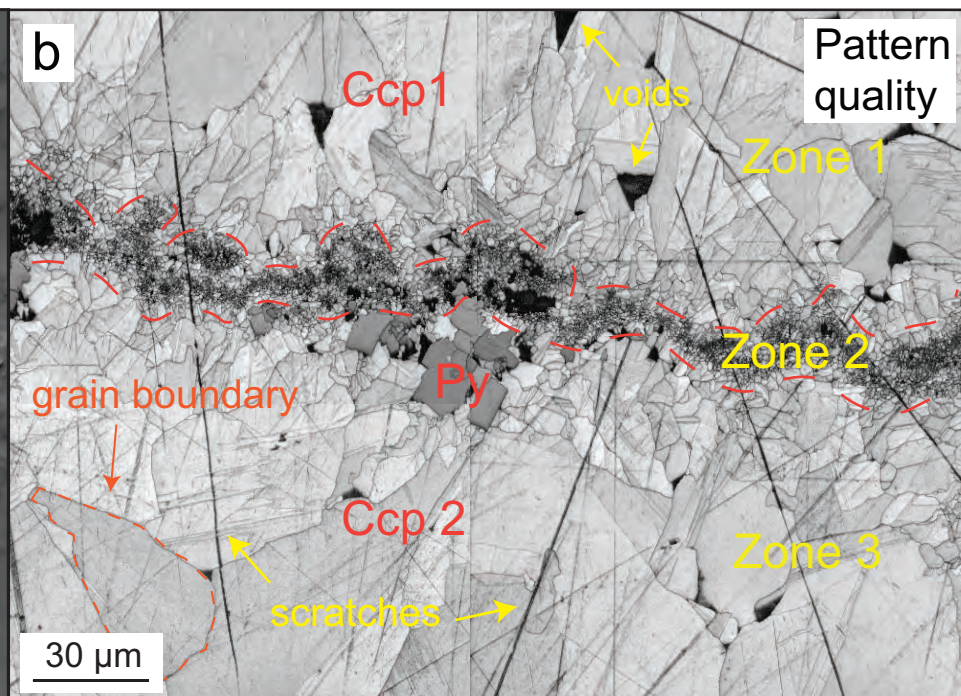 b
Pattern
quality
Ccp1
voids
Zone 1
Zone 2
Py
grain boundary
Ccp 2
Zone 3
scratches
30 µm